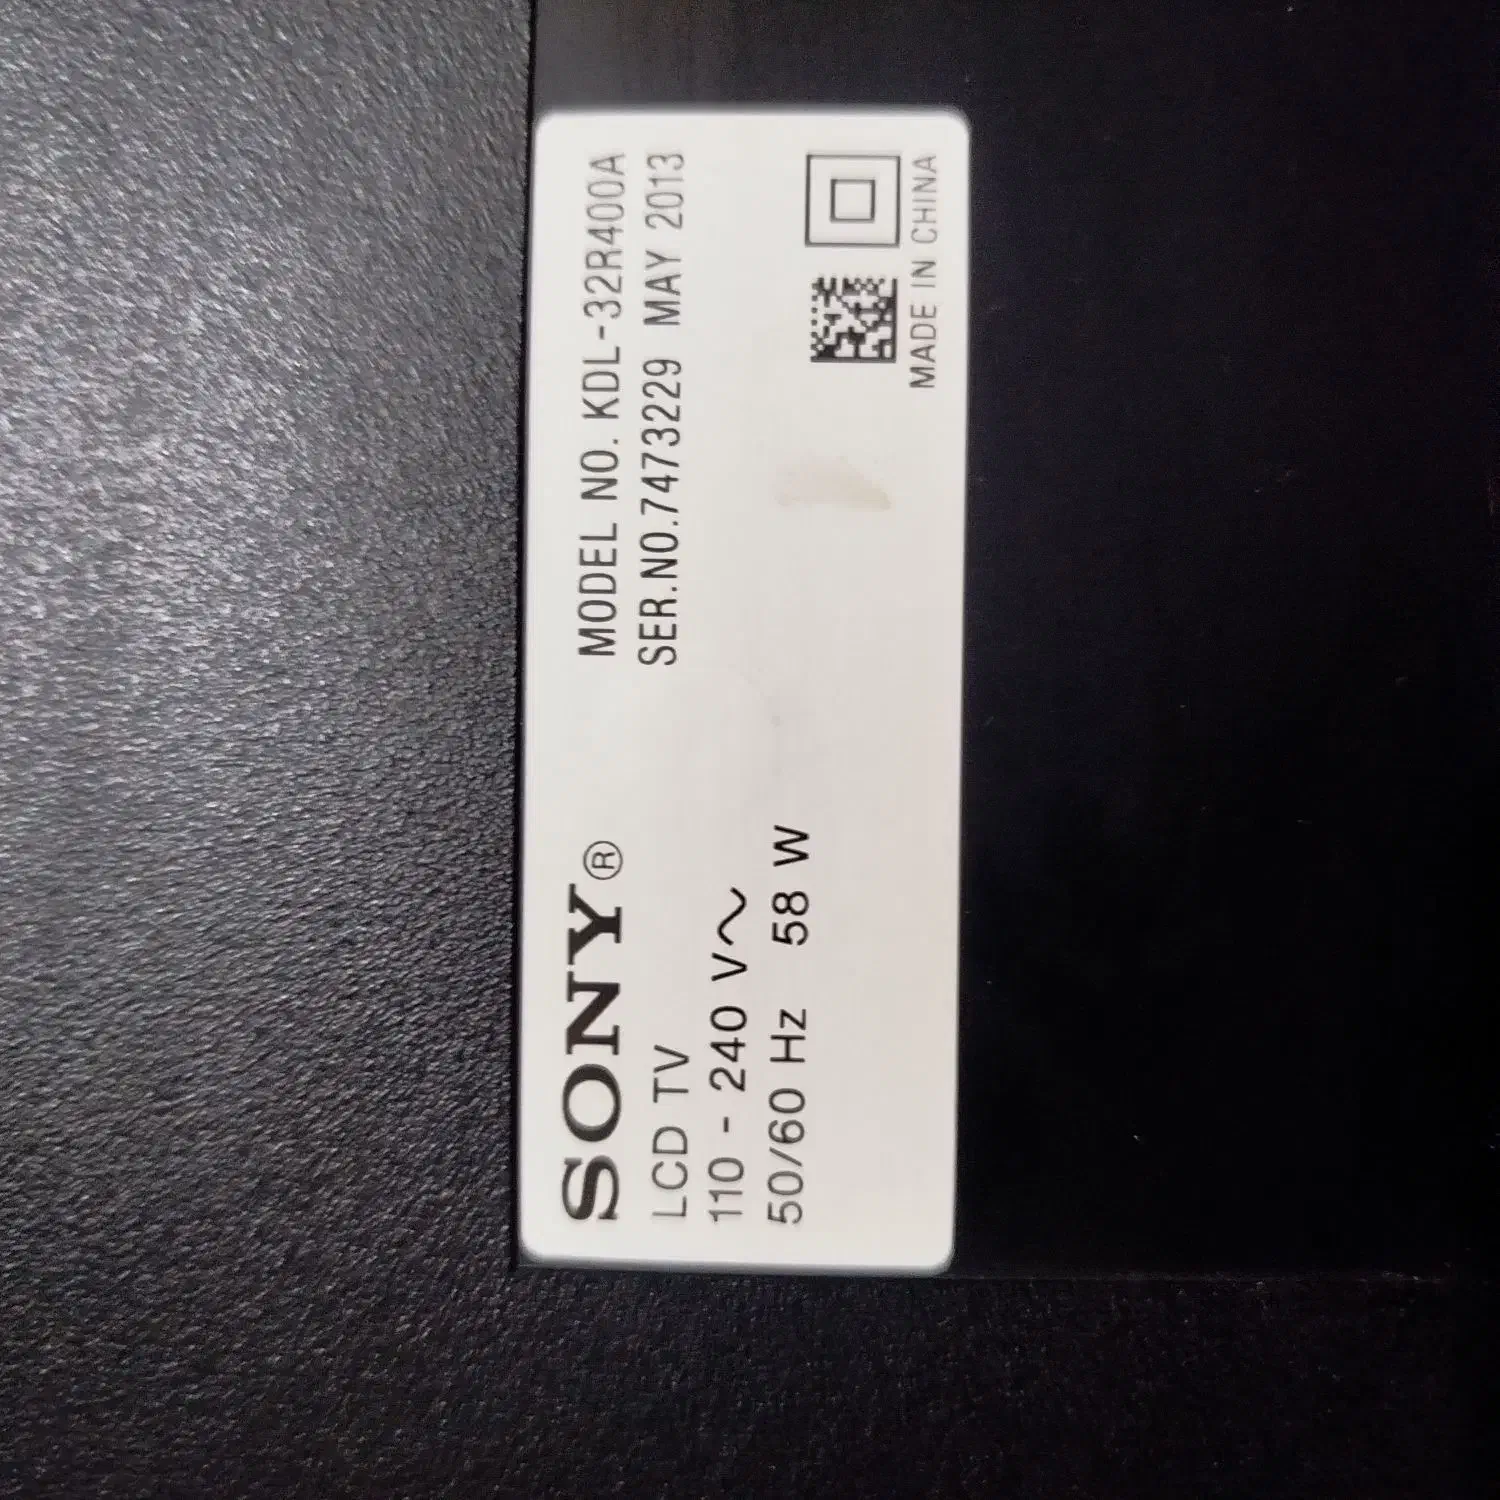 SONY®
LCD TV
110 - 240 V~
50/60 Hz 58 W
MODEL NO. KDL-32R400A
SER.NO.7473229 MAY 2013
MADE IN CHINA